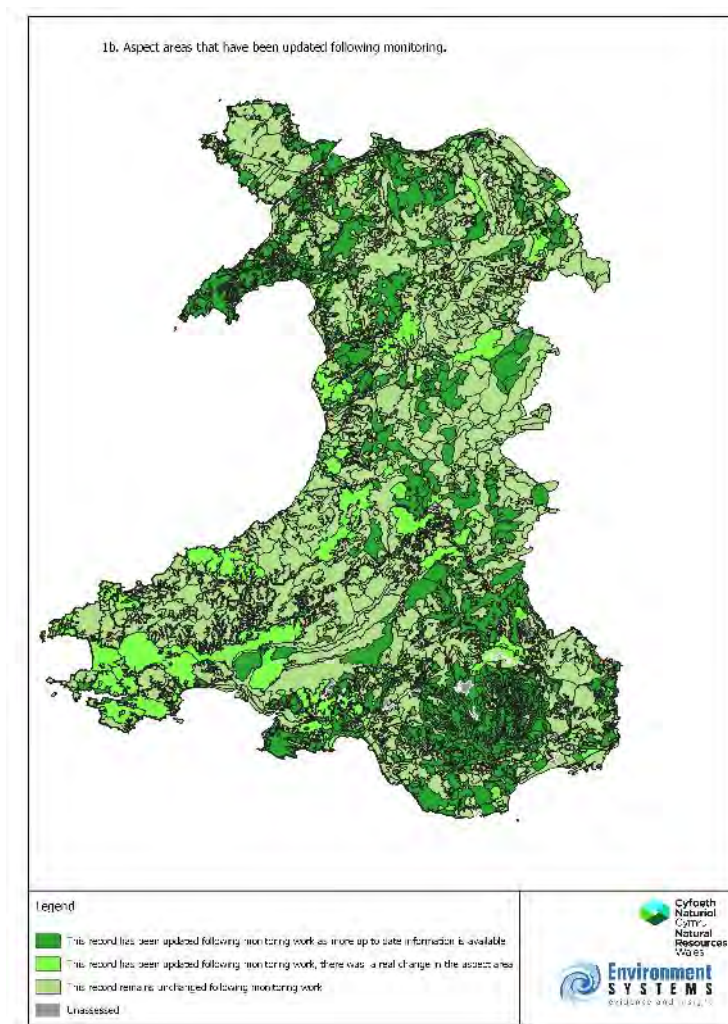 1b. Aspect areas that have been updated following monitoring.
Legend
This record has been updated following monitoring work as more up to date information is available
This record has been updated following monitoring work, there was a real change in the aspect area
This record remains unchanged following monitoring work
Unassessed
Cyfoeth
Naturiol
Cymru
Natural
Resources
Wales
Environment
SYSTEMS
evidence and insight